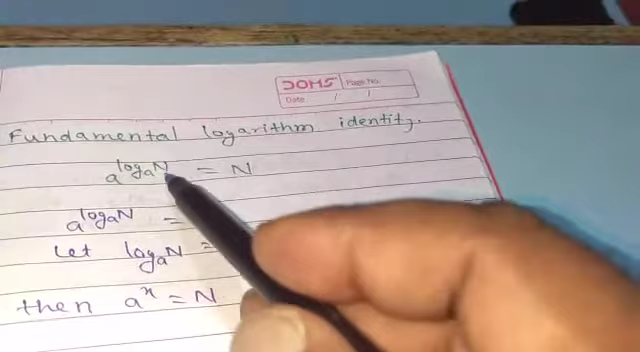 DOMS Page No.
Date / /
Fundamental logarithm identity.
a^log_a N = N
a^log_a N =
Let log_a N =
then a^x = N